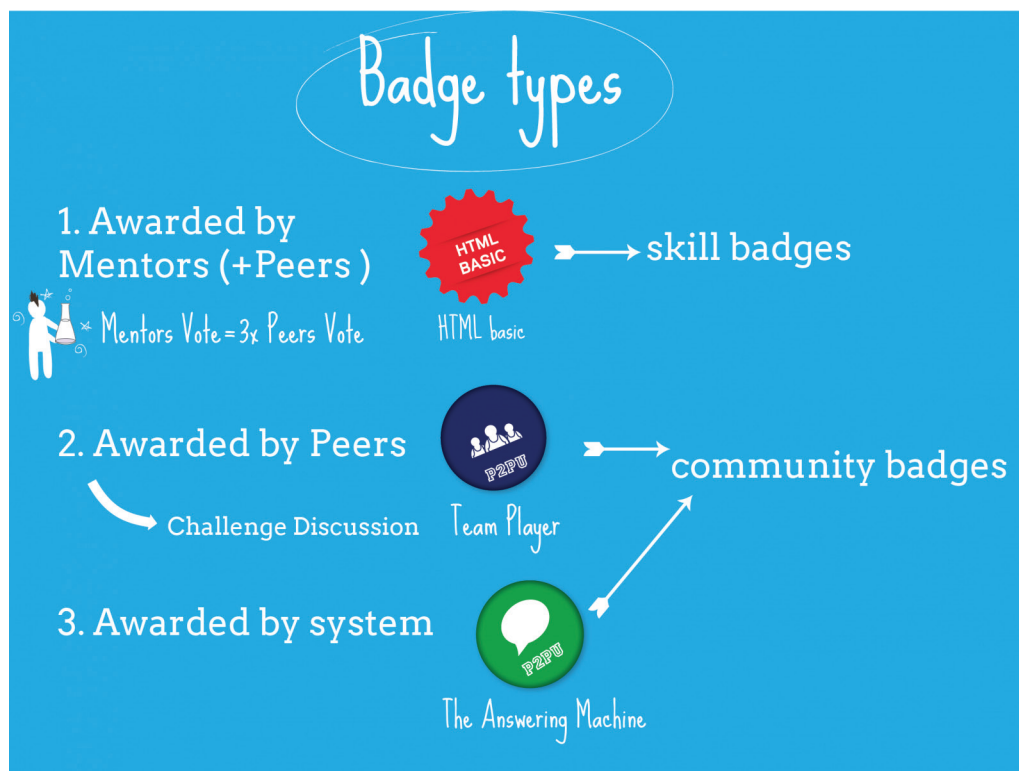 Badge types
1. Awarded by
Mentors (+Peers )
Mentors Vote = 3x Peers Vote
HTML
BASIC
HTML basic
skill badges
2. Awarded by Peers
Challenge Discussion
P2PU
Team Player
community badges
3. Awarded by system
P2PU
The Answering Machine